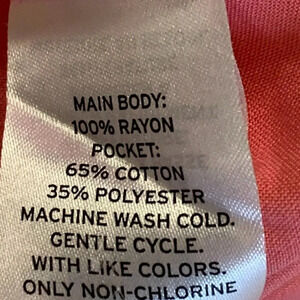 MAIN BODY:
100% RAYON
POCKET:
65% COTTON
35% POLYESTER
MACHINE WASH COLD.
GENTLE CYCLE.
WITH LIKE COLORS.
ONLY NON-CHLORINE